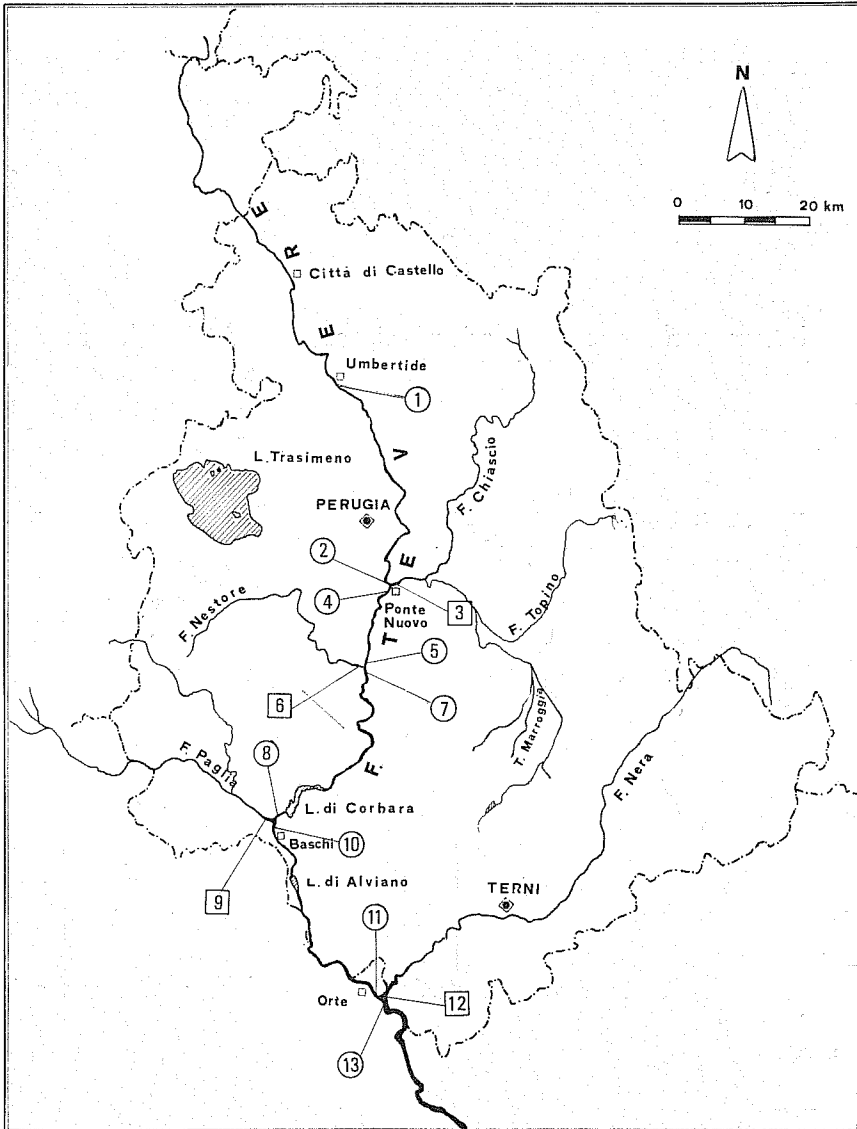 N
0 10 20 km
F. TEVERE
Città di Castello
Umbertide
1
L. Trasimeno
F. Chiascio
PERUGIA
2
4
Ponte
Nuovo
3
F. Topino
F. Nestore
5
6
7
T. Marroggia
F. Nera
8
F. Paglia
L. di Corbara
Baschi
10
9
L. di Alviano
TERNI
11
Orte
12
13